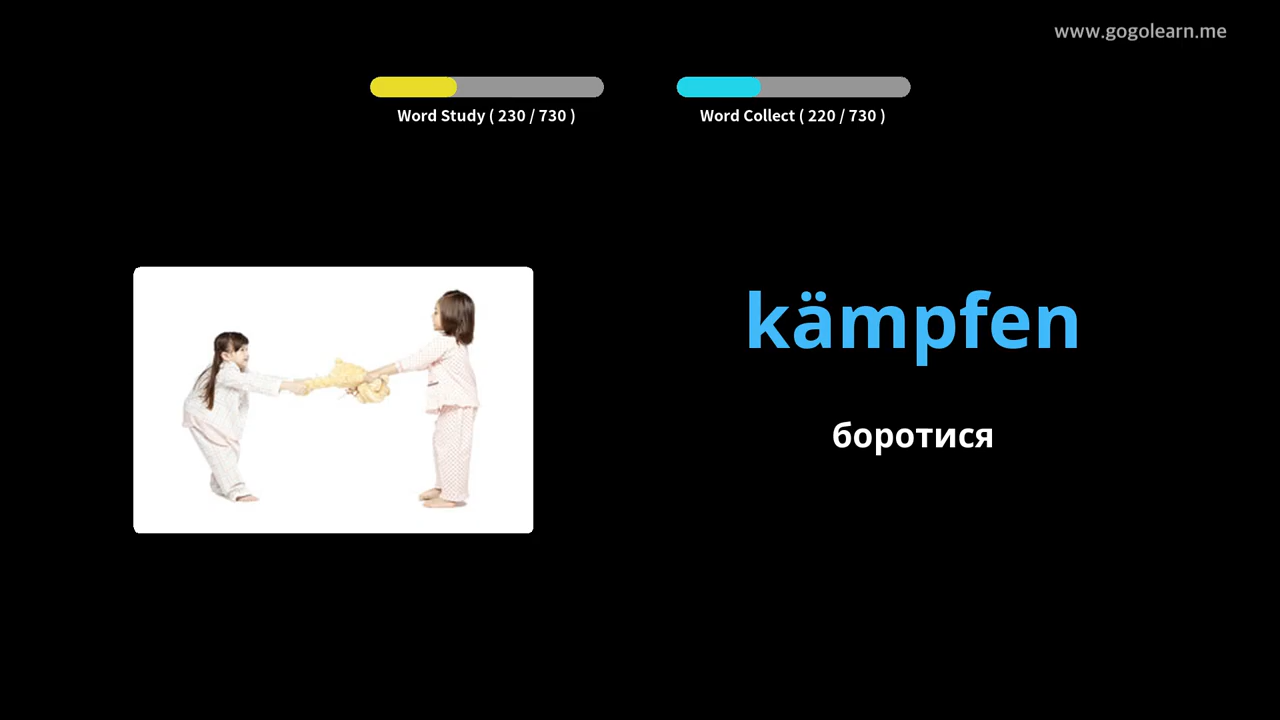 www.gogolearn.me
Word Study ( 230 / 730 )
Word Collect ( 220 / 730 )
kämpfen
боротися